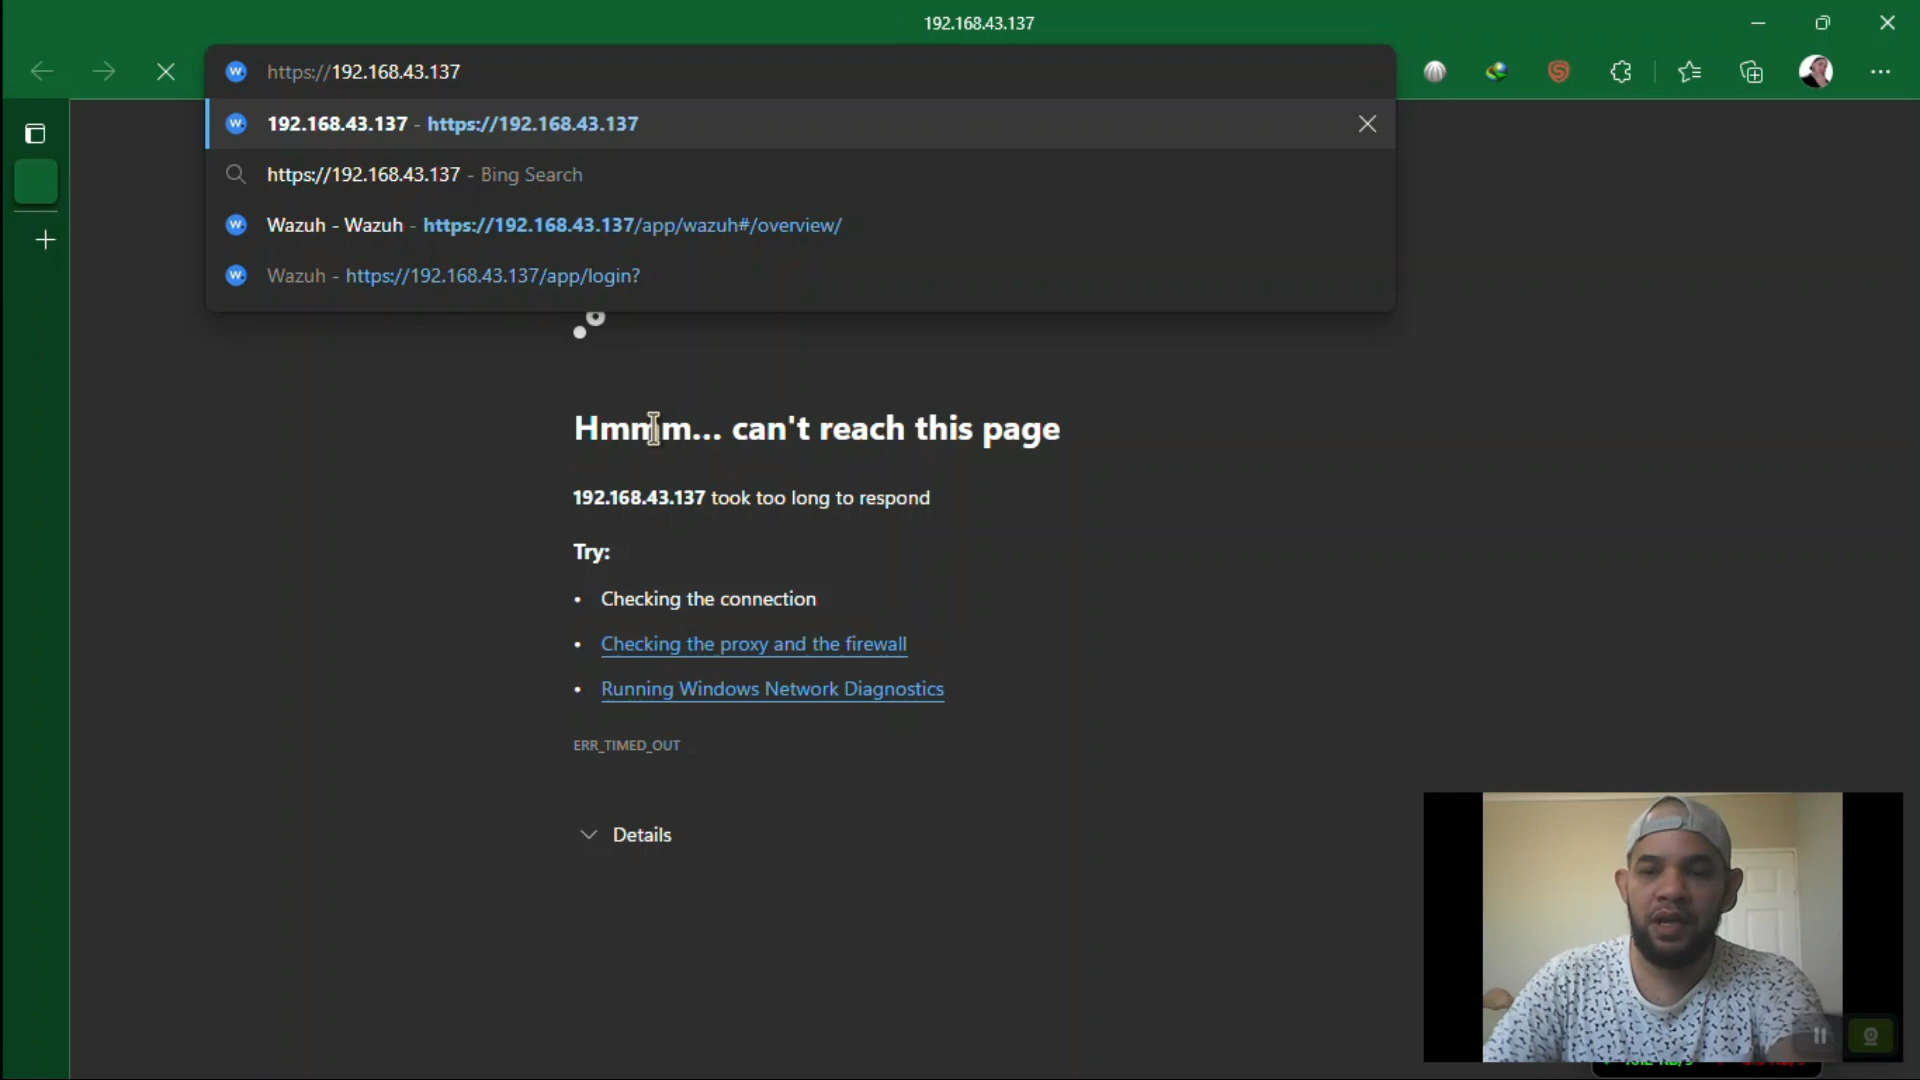 192.168.43.137
https://192.168.43.137
192.168.43.137 - https://192.168.43.137
https://192.168.43.137 - Bing Search
Wazuh - Wazuh - https://192.168.43.137/app/wazuh#/overview/
Wazuh - https://192.168.43.137/app/login?
Hmmm... can't reach this page
192.168.43.137 took too long to respond
Try:
• Checking the connection
• Checking the proxy and the firewall
• Running Windows Network Diagnostics
ERR_TIMED_OUT
Details